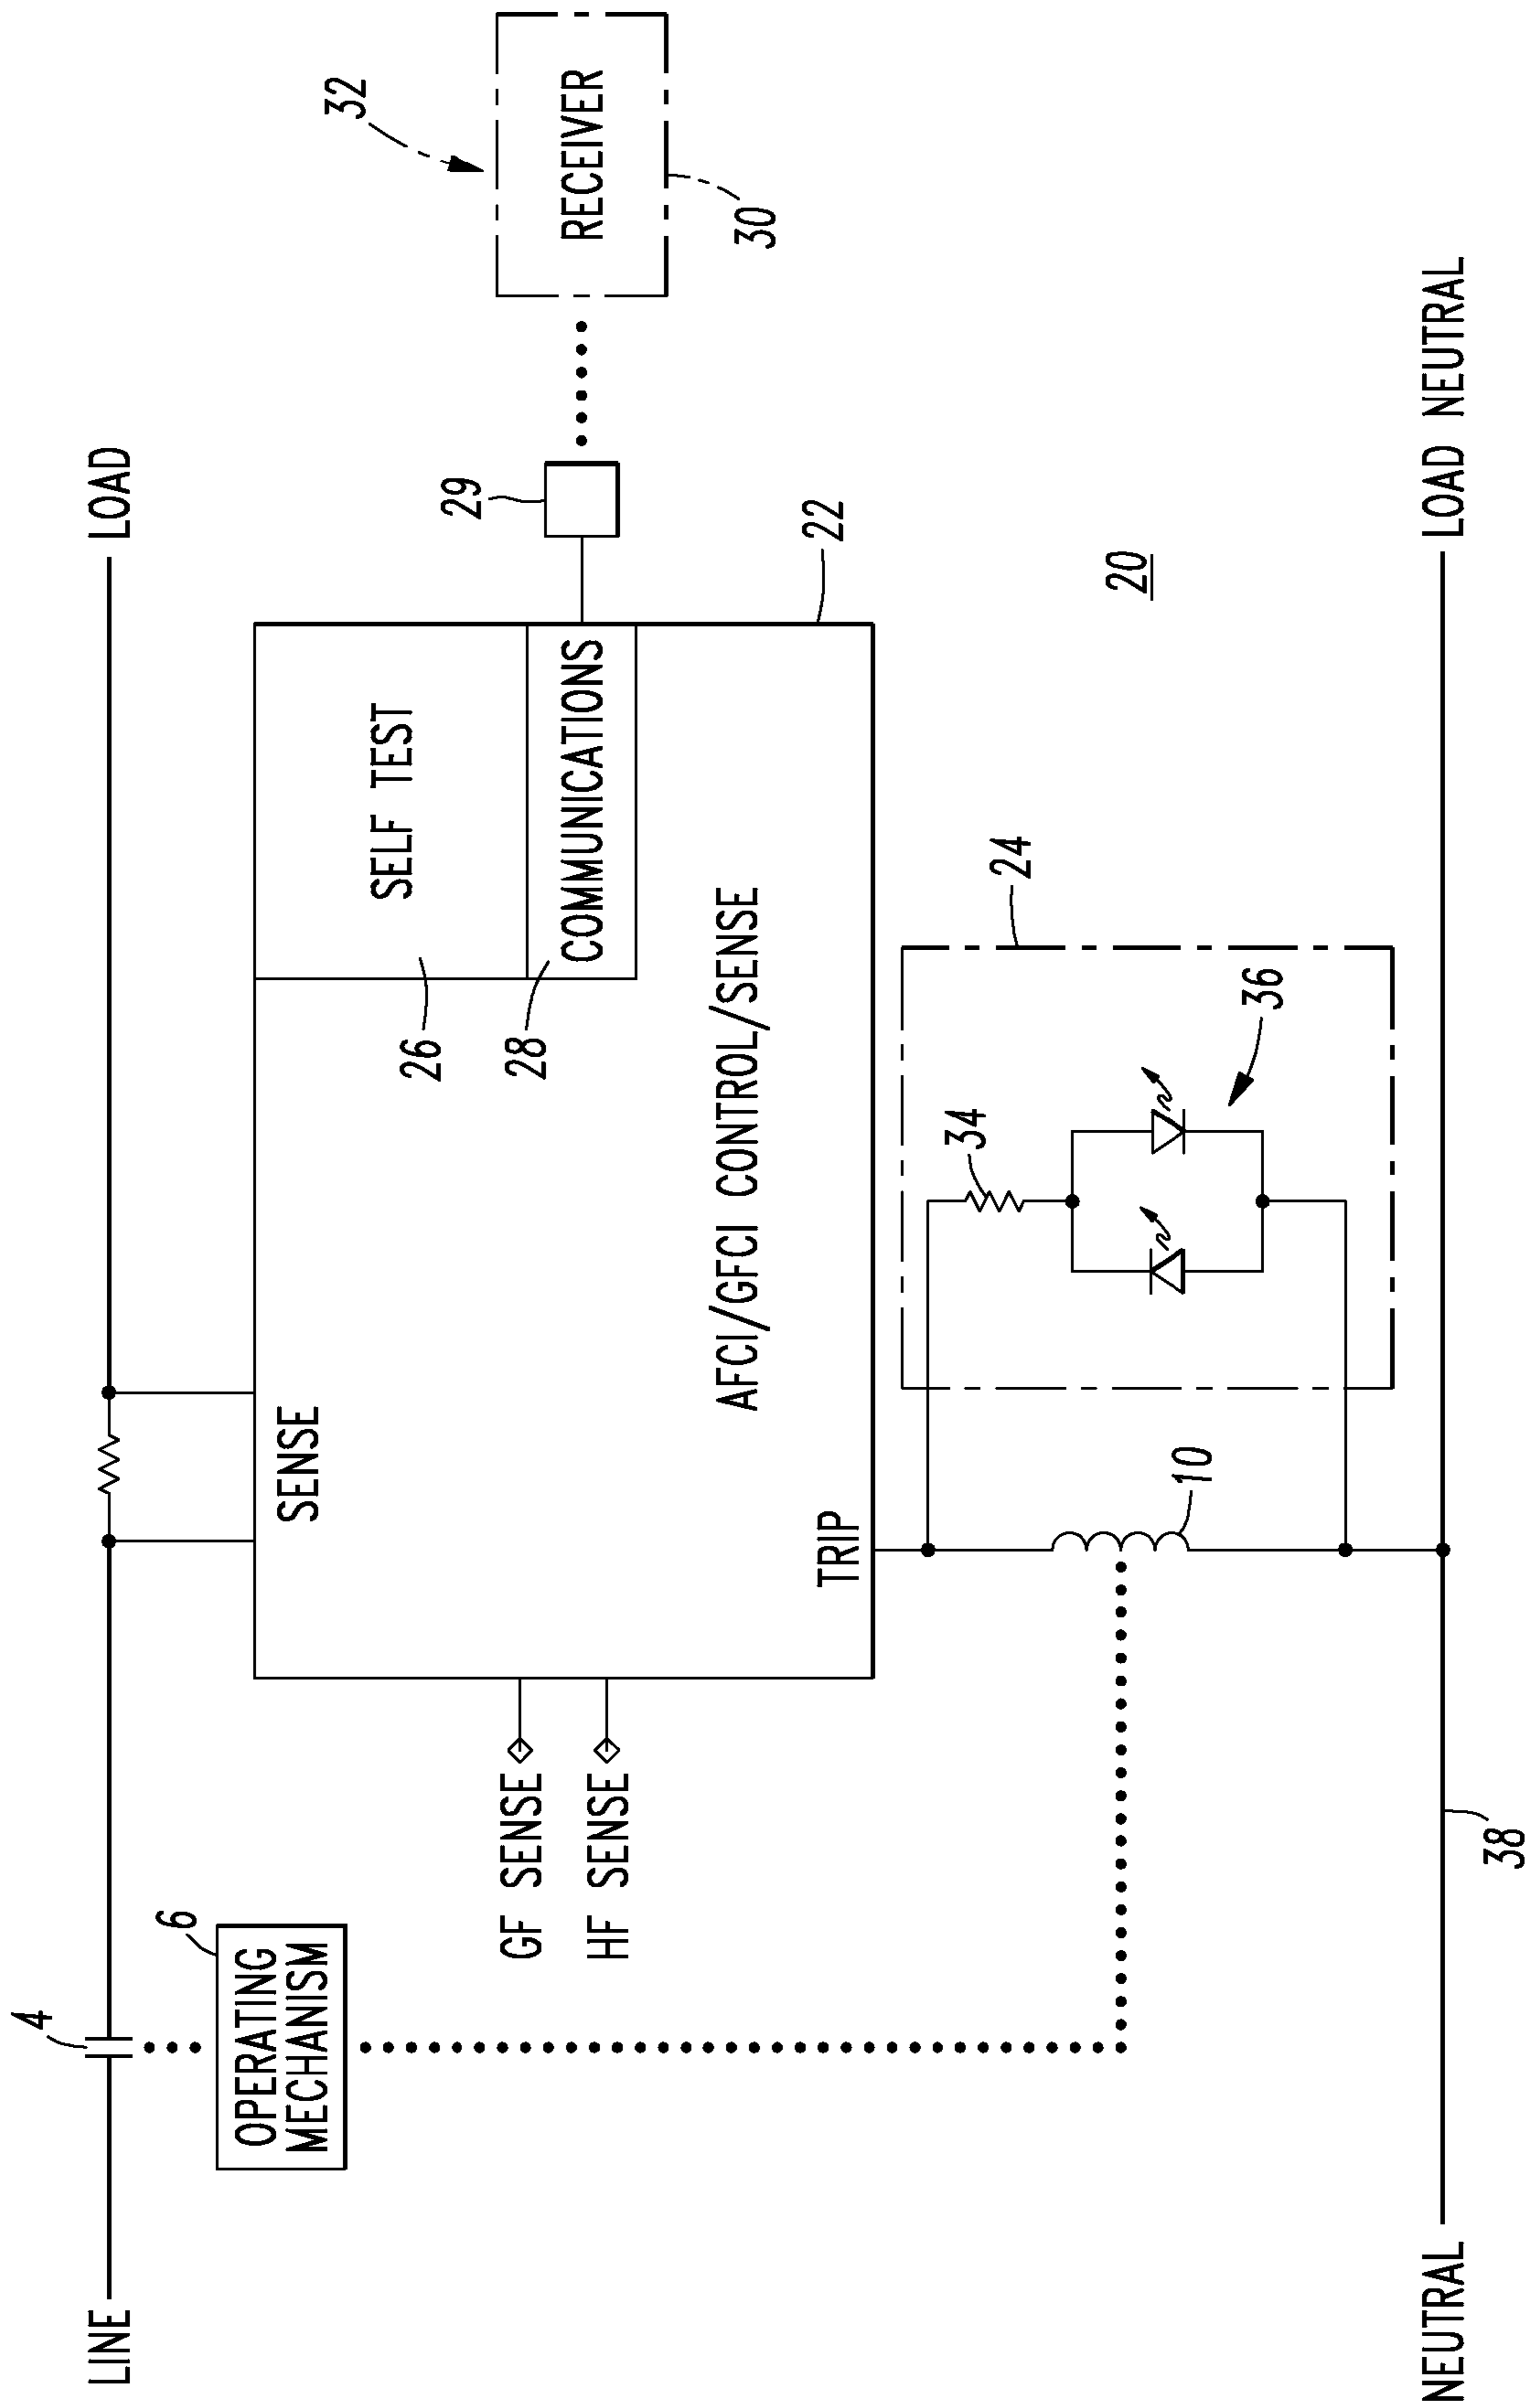 LINE
LOAD
4
6
OPERATING
MECHANISM
SENSE
SELF TEST
26
28
COMMUNICATIONS
29
32
RECEIVER
30
GF SENSE
HF SENSE
AFCI/GFCI CONTROL/SENSE
22
TRIP
34
24
36
10
20
38
NEUTRAL
LOAD NEUTRAL